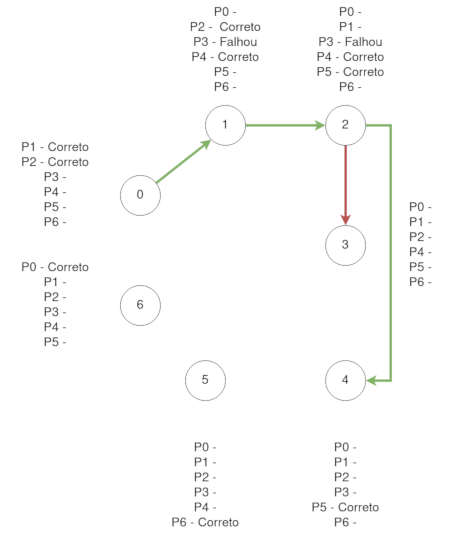 P0 -
P2 - Correto
P3 - Falhou
P4 - Correto
P5 -
P6 -
P0 -
P1 -
P3 - Falhou
P4 - Correto
P5 - Correto
P6 -
1
2
P1 - Correto
P2 - Correto
P3 -
P4 -
P5 -
P6 -
0
P0 -
P1 -
P2 -
P4 -
P5 -
P6 -
3
P0 - Correto
P1 -
P2 -
P3 -
P4 -
P5 -
6
5
4
P0 -
P1 -
P2 -
P3 -
P4 -
P6 - Correto
P0 -
P1 -
P2 -
P3 -
P5 - Correto
P6 -